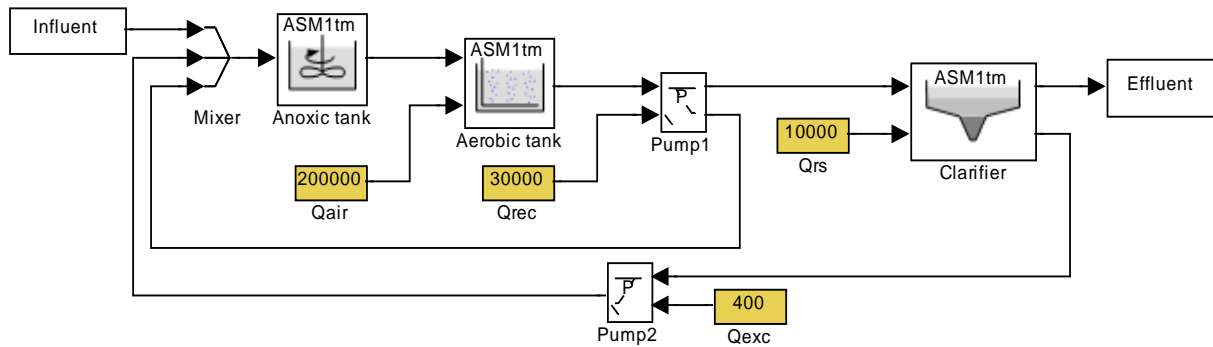 Influent
ASM1tm
ASM1tm
ASM1tm
Effluent
P
Mixer
Anoxic tank
Aerobic tank
Pump1
10000
Qrs
Clarifier
200000
30000
Qair
Qrec
P
400
Pump2
Qexc